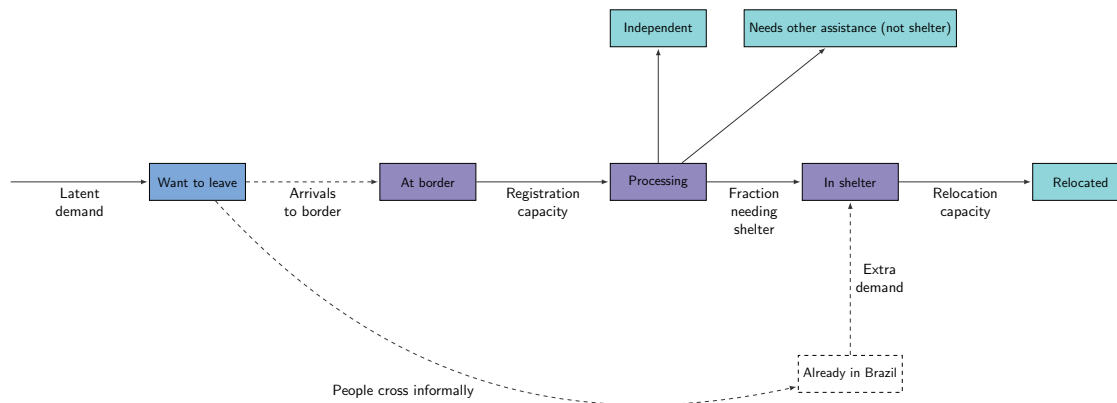 Independent
Needs other assistance (not shelter)
Want to leave
At border
Processing
In shelter
Relocated
Latent
demand
Arrivals
to border
Registration
capacity
Fraction
needing
shelter
Relocation
capacity
Extra
demand
Already in Brazil
People cross informally